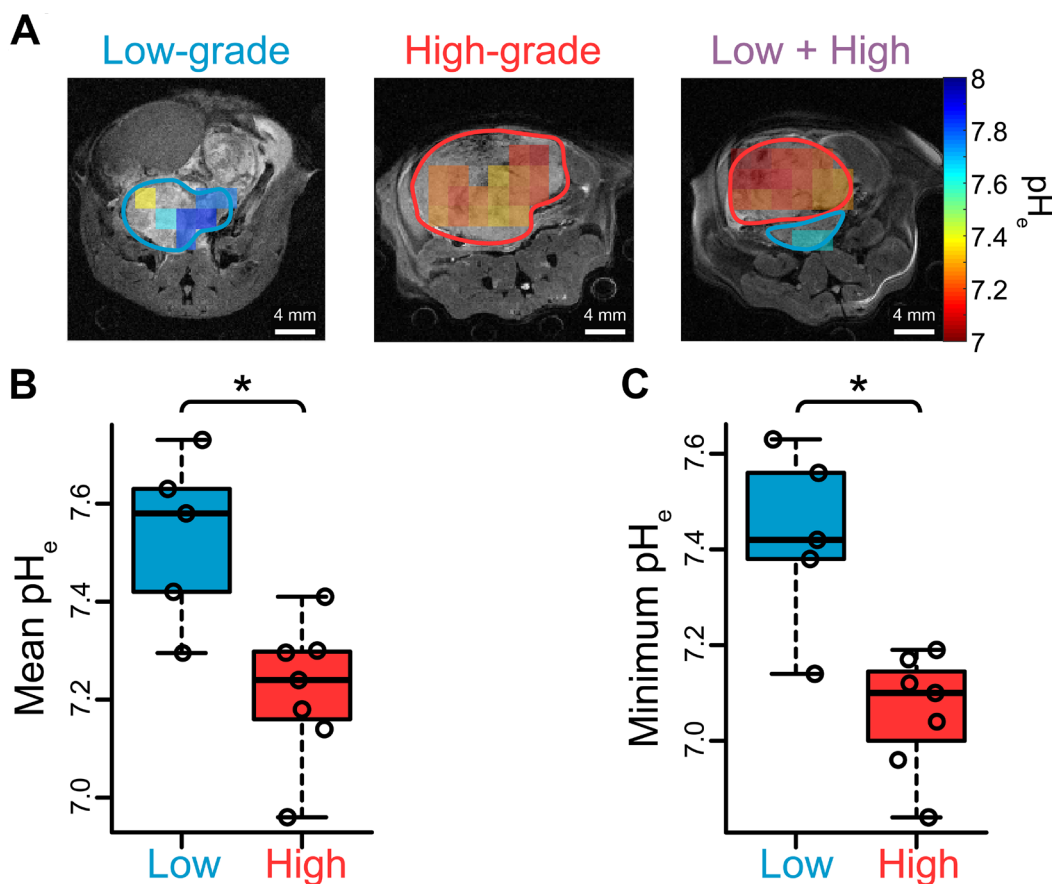 A
Low-grade
High-grade
Low + High
4 mm
4 mm
4 mm
8
7.8
7.6
7.4
7.2
7
pHe
B
*
Mean pHe
7.6
7.4
7.2
7.0
Low
High
C
*
Minimum pHe
7.6
7.4
7.2
7.0
Low
High